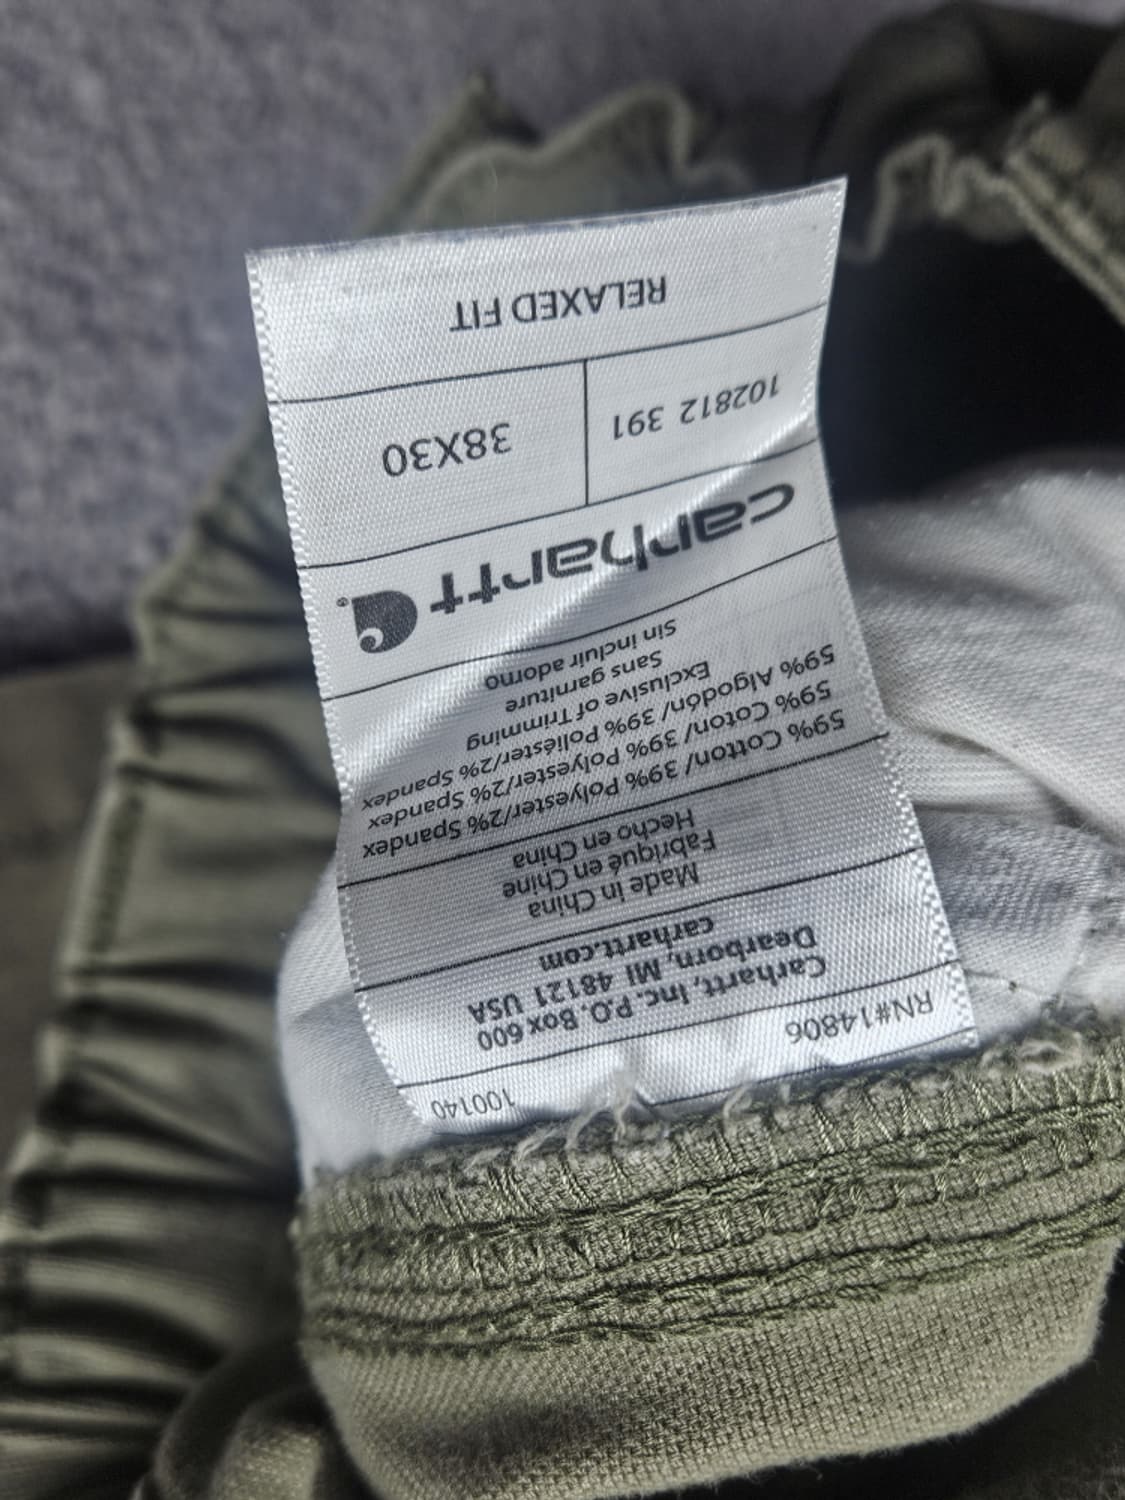 RN#14806 100140
Carhartt, Inc. P.O. Box 600
Dearborn, MI 48121 USA
carhartt.com
Made in China
Fabriqué en Chine
Hecho en China
59% Cotton/ 39% Polyester/2% Spandex
59% Coton/ 39% Polyester/2% Spandex
59% Algodón/ 39% Poliéster/2% Spandex
Exclusive of Trimming
Sans garniture
Sin incluir adorno
carhartt ®
102812 391 38X30
RELAXED FIT